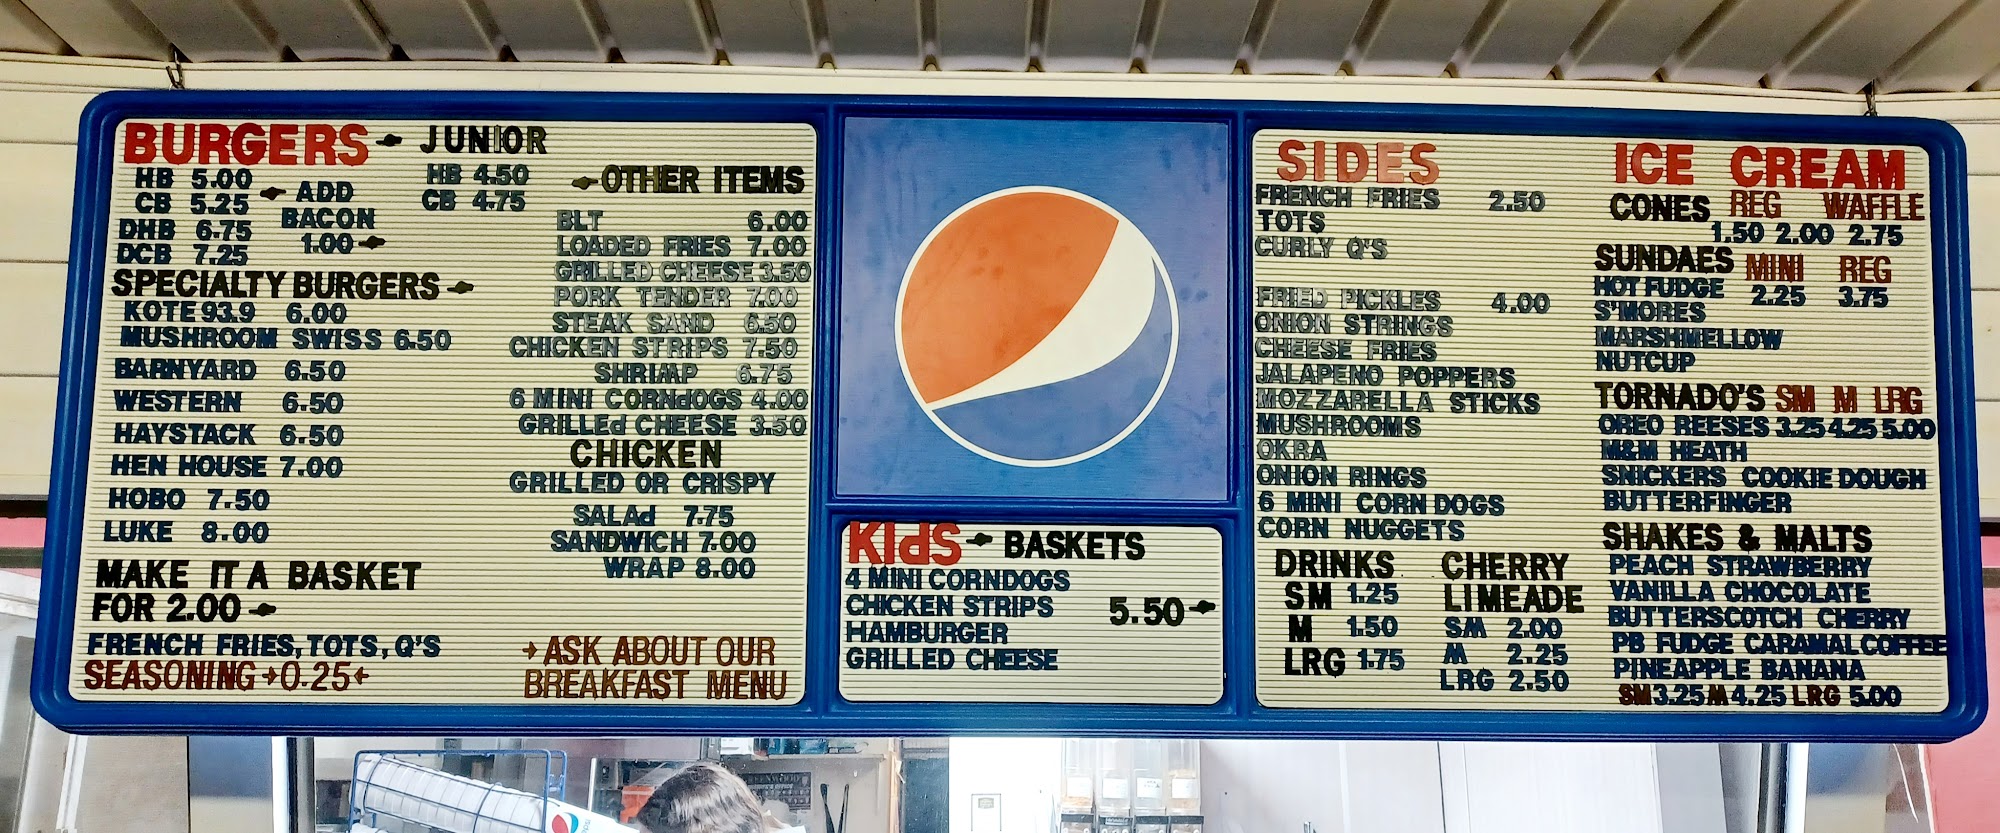 BURGERS JUNIOR
HB 5.00
CB 5.25
DHB 6.75
DCB 7.25
ADD
BACON
1.00
HB 4.50
CB 4.75
SPECIALTY BURGERS
KOTE 93.9 6.00
MUSHROOM SWISS 6.50
BARNYARD 6.50
WESTERN 6.50
HAYSTACK 6.50
HEN HOUSE 7.00
HOBO 7.50
LUKE 8.00
MAKE IT A BASKET
FOR 2.00
FRENCH FRIES, TOTS, Q'S
SEASONING 0.25
OTHER ITEMS
BLT 6.00
LOADED FRIES 7.00
GRILLED CHEESE 3.50
PORK TENDER 7.00
STEAK SAND 6.50
CHICKEN STRIPS 7.50
SHRIMP 6.75
6 MINI CORNdOGS 4.00
GRILLEd CHEESE 3.50
CHICKEN
GRILLED OR CRISPY
SALAd 7.75
SANDWICH 7.00
WRAP 8.00
ASK ABOUT OUR
BREAKFAST MENU
KIdS BASKETS
4 MINI CORNDOGS
CHICKEN STRIPS
HAMBURGER
GRILLED CHEESE
5.50
SIDES
FRENCH FRIES 2.50
TOTS
CURLY Q'S
FRIED PICKLES 4.00
ONION STRINGS
CHEESE FRIES
JALAPENO POPPERS
MOZZARELLA STICKS
MUSHROOMS
OKRA
ONION RINGS
6 MINI CORN DOGS
CORN NUGGETS
DRINKS
SM 1.25
M 1.50
LRG 1.75
CHERRY
LIMEADE
SM 2.00
M 2.25
LRG 2.50
ICE CREAM
CONES REG WAFFLE
1.50 2.00 2.75
SUNDAES MINI REG
HOT FUDGE 2.25 3.75
S'MORES
MARSHMELLOW
NUTCUP
TORNADO'S SM M LRG
OREO REESES 3.25 4.25 5.00
M&M HEATH
SNICKERS COOKIE DOUGH
BUTTERFINGER
SHAKES & MALTS
PEACH STRAWBERRY
VANILLA CHOCOLATE
BUTTERSCOTCH CHERRY
PB FUDGE CARAMAL COFFEE
PINEAPPLE BANANA
SM 3.25 M 4.25 LRG 5.00